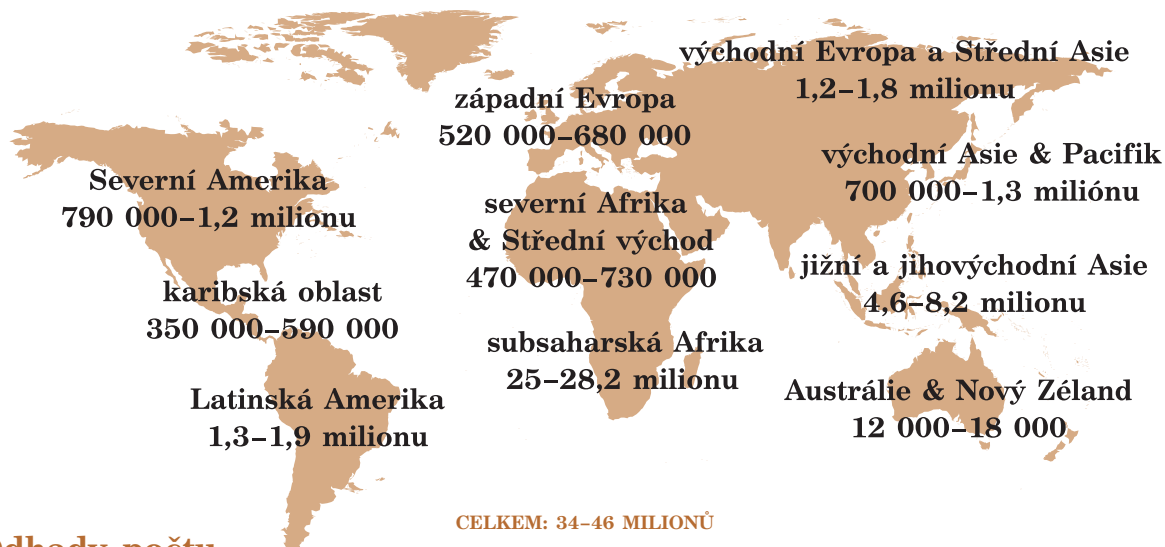 východní Evropa a Střední Asie
1,2–1,8 milionu
západní Evropa
520 000–680 000
východní Asie & Pacifik
700 000–1,3 miliónu
Severní Amerika
790 000–1,2 milionu
severní Afrika
& Střední východ
470 000–730 000
jižní a jihovýchodní Asie
4,6–8,2 milionu
karibská oblast
350 000–590 000
subsaharská Afrika
25–28,2 milionu
Austrálie & Nový Zéland
12 000–18 000
Latinská Amerika
1,3–1,9 milionu
CELKEM: 34–46 MILIONŮ